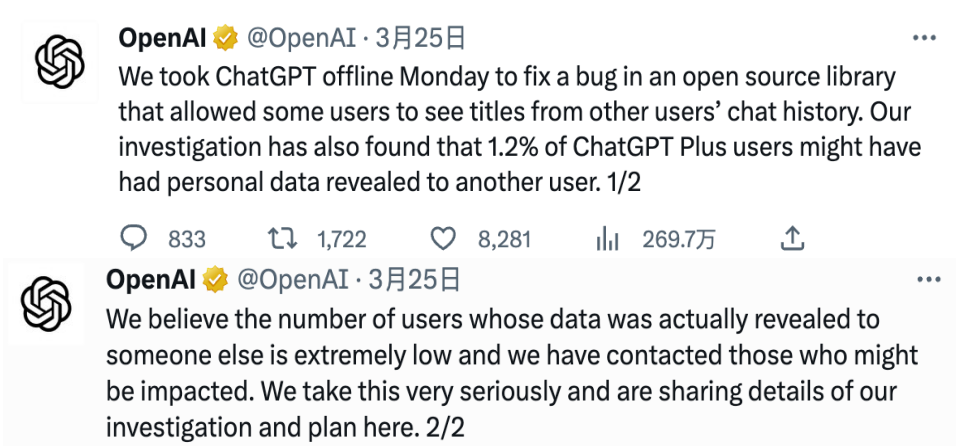 OpenAI @OpenAI · 3月25日
We took ChatGPT offline Monday to fix a bug in an open source library
that allowed some users to see titles from other users’ chat history. Our
investigation has also found that 1.2% of ChatGPT Plus users might have
had personal data revealed to another user. 1/2
833 1,722 8,281 269.7万
OpenAI @OpenAI · 3月25日
We believe the number of users whose data was actually revealed to
someone else is extremely low and we have contacted those who might
be impacted. We take this very seriously and are sharing details of our
investigation and plan here. 2/2